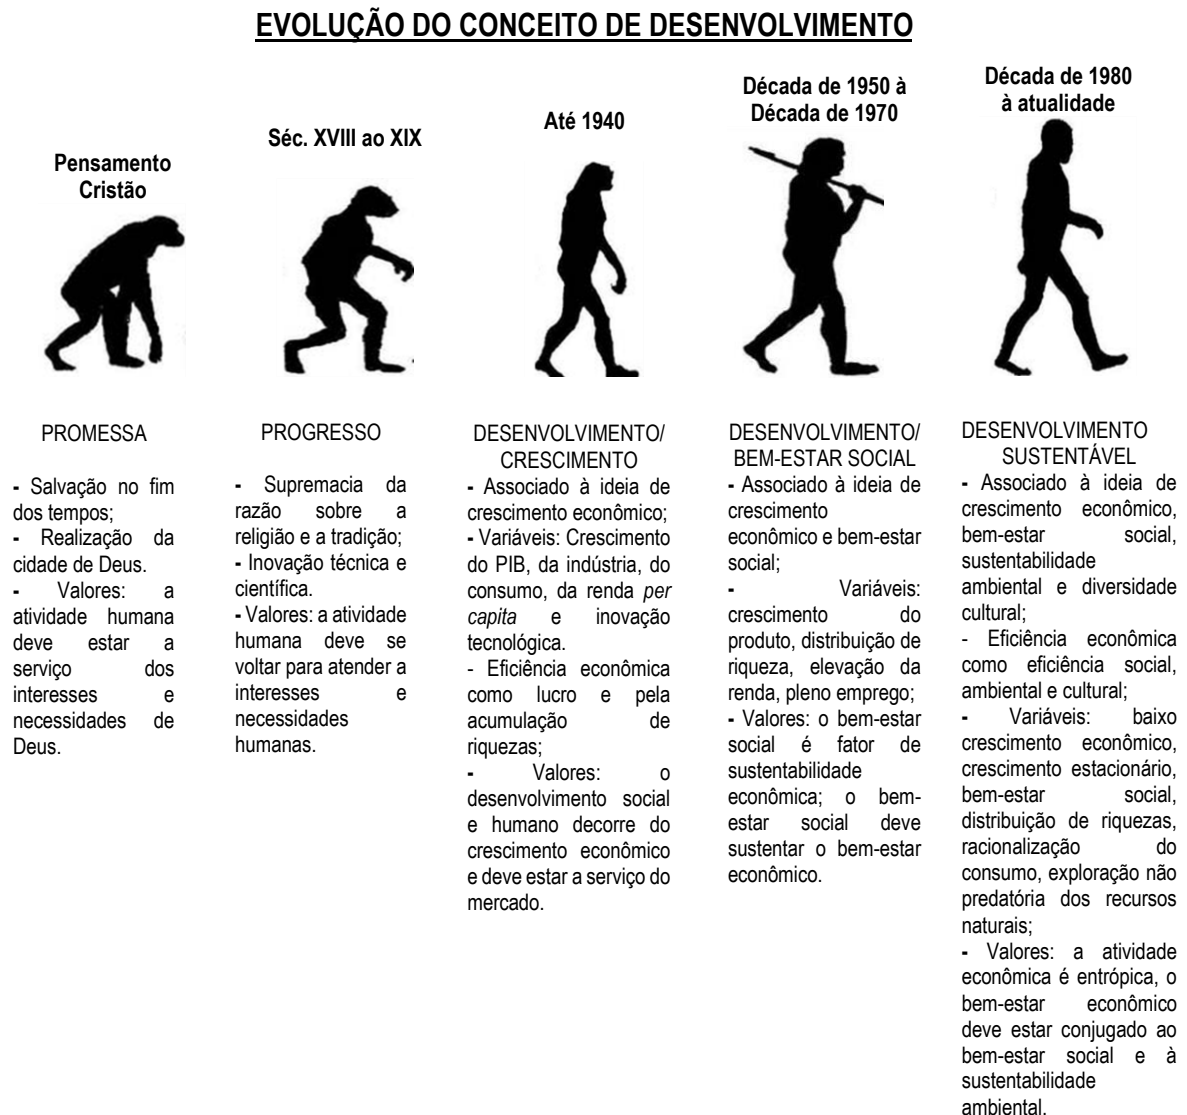 EVOLUÇÃO DO CONCEITO DE DESENVOLVIMENTO
Pensamento
Cristão
Séc. XVIII ao XIX
Até 1940
Década de 1950 à
Década de 1970
Década de 1980
à atualidade
PROMESSA
- Salvação no fim
dos tempos;
- Realização da
cidade de Deus.
- Valores: a
atividade humana
deve estar a
serviço dos
interesses e
necessidades de
Deus.
PROGRESSO
- Supremacia da
razão sobre a
religião e a tradição;
- Inovação técnica e
científica.
- Valores: a atividade
humana deve se
voltar para atender a
interesses e
necessidades
humanas.
DESENVOLVIMENTO/
CRESCIMENTO
- Associado à ideia de
crescimento econômico;
- Variáveis: Crescimento
do PIB, da indústria, do
consumo, da renda per
capita e inovação
tecnológica.
- Eficiência econômica
como lucro e pela
acumulação de
riquezas;
- Valores: o
desenvolvimento social
e humano decorre do
crescimento econômico
e deve estar a serviço do
mercado.
DESENVOLVIMENTO/
BEM-ESTAR SOCIAL
- Associado à ideia de
crescimento
econômico e bem-estar
social;
- Variáveis:
crescimento do
produto, distribuição de
riqueza, elevação da
renda, pleno emprego;
- Valores: o bem-estar
social é fator de
sustentabilidade
econômica; o bem-
estar social deve
sustentar o bem-estar
econômico.
DESENVOLVIMENTO
SUSTENTÁVEL
- Associado à ideia de
crescimento econômico,
bem-estar social,
sustentabilidade
ambiental e diversidade
cultural;
- Eficiência econômica
como eficiência social,
ambiental e cultural;
- Variáveis: baixo
crescimento econômico,
crescimento estacionário,
bem-estar social,
distribuição de riquezas,
racionalização do
consumo, exploração não
predatória dos recursos
naturais;
- Valores: a atividade
econômica é entrópica, o
bem-estar econômico
deve estar conjugado ao
bem-estar social e à
sustentabilidade
ambiental.